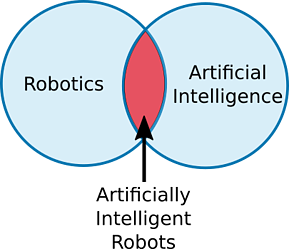 Robotics
Artificial
Intelligence
Artificially
Intelligent
Robots